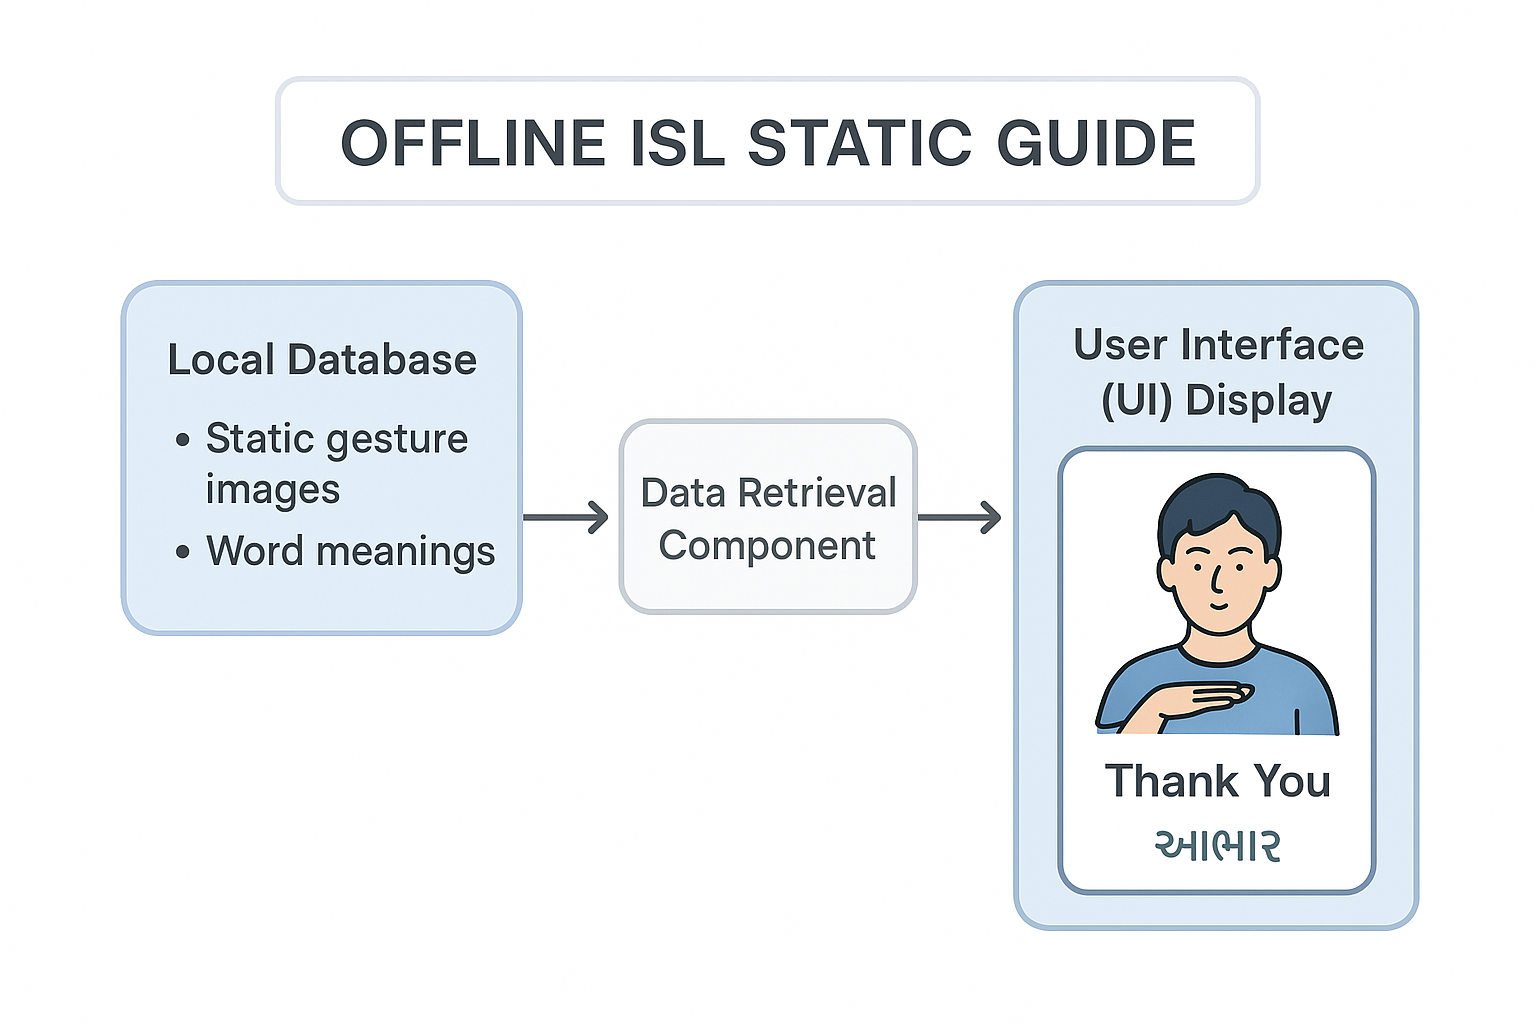 OFFLINE ISL STATIC GUIDE
Local Database
• Static gesture
images
• Word meanings
Data Retrieval
Component
User Interface
(UI) Display
Thank You
આભાર